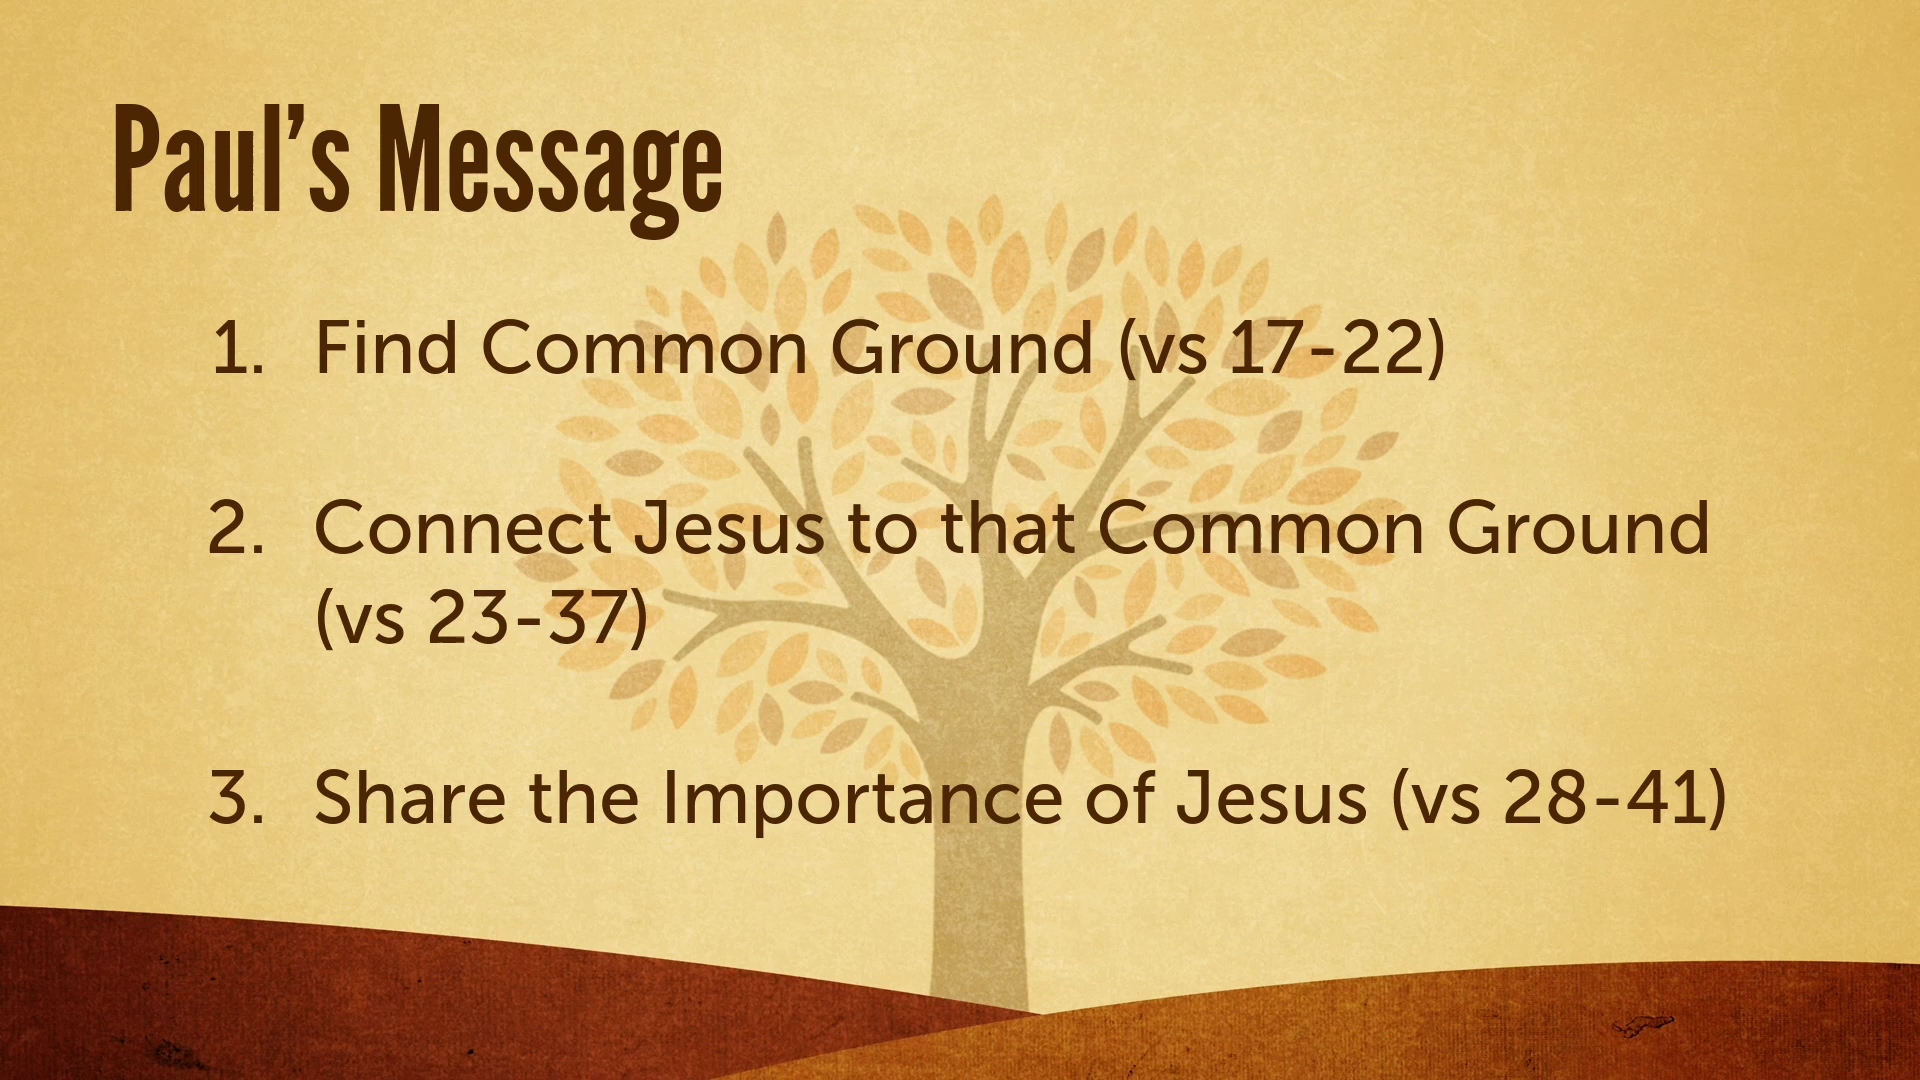 Paul’s Message
1. Find Common Ground (vs 17-22)
2. Connect Jesus to that Common Ground
(vs 23-37)
3. Share the Importance of Jesus (vs 28-41)